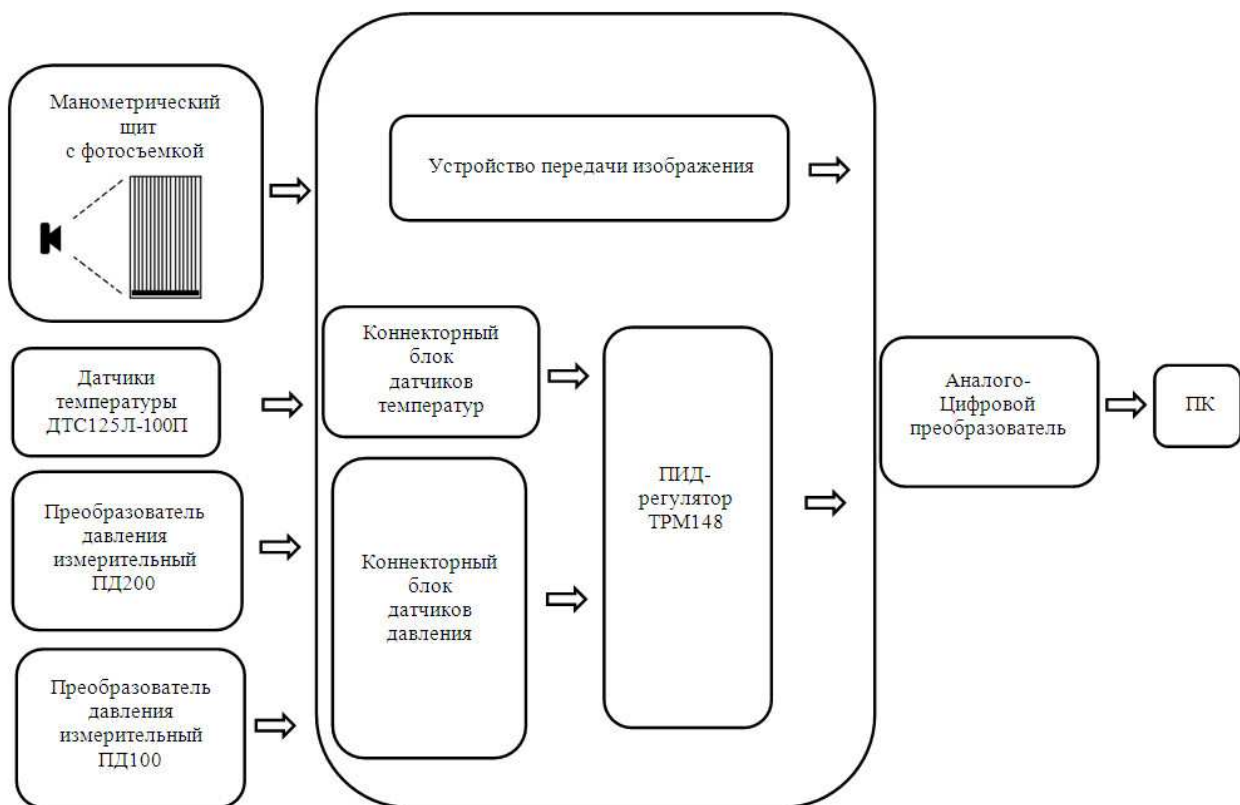 Манометрический
щит
с фотосъемкой
Устройство передачи изображения
Датчики
температуры
ДТС125Л-100П
Коннекторный
блок
датчиков
температур
Преобразователь
давления
измерительный
ПД200
Коннекторный
блок
датчиков
давления
Преобразователь
давления
измерительный
ПД100
ПИД-
регулятор
ТРМ148
Аналого-
Цифровой
преобразователь
ПК